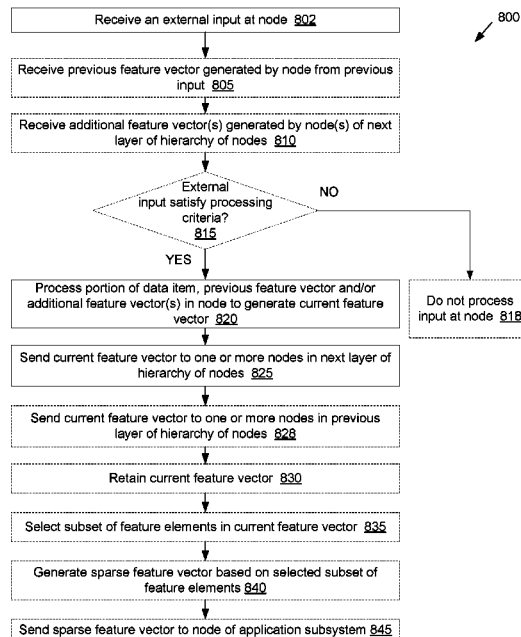 Receive an external input at node 802
800
Receive previous feature vector generated by node from previous
input 805
Receive additional feature vector(s) generated by node(s) of next
layer of hierarchy of nodes 810
External
input satisfy processing
criteria?
815
NO
YES
Process portion of data item, previous feature vector and/or
additional feature vector(s) in node to generate current feature
vector 820
Do not process
input at node 818
Send current feature vector to one or more nodes in next layer of
hierarchy of nodes 825
Send current feature vector to one or more nodes in previous
layer of hierarchy of nodes 828
Retain current feature vector 830
Select subset of feature elements in current feature vector 835
Generate sparse feature vector based on selected subset of
feature elements 840
Send sparse feature vector to node of application subsystem 845